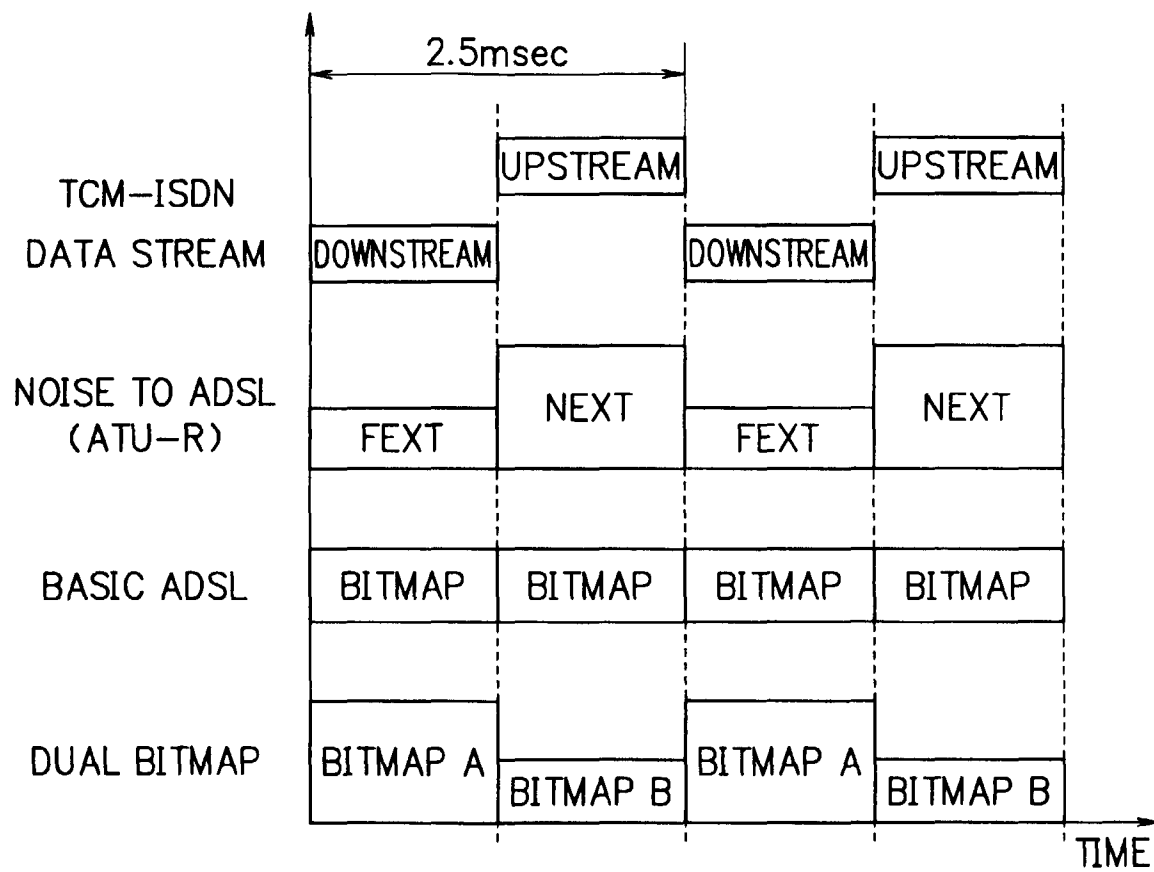 2.5msec
UPSTREAM UPSTREAM
TCM-ISDN
DATA STREAM DOWNSTREAM DOWNSTREAM
NOISE TO ADSL
(ATU-R)
NEXT NEXT
FEXT FEXT
BASIC ADSL BITMAP BITMAP BITMAP BITMAP
DUAL BITMAP BITMAP A BITMAP A
BITMAP B BITMAP B
TIME